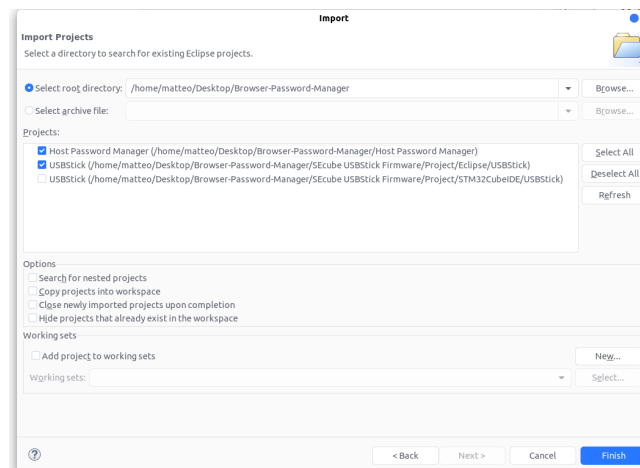 Import
Import Projects
Select a directory to search for existing Eclipse projects.
Select root directory: /home/matteo/Desktop/Browser-Password-Manager Browse...
Select archive file: Browse...
Projects:
Host Password Manager (/home/matteo/Desktop/Browser-Password-Manager/Host Password Manager)
USBStick (/home/matteo/Desktop/Browser-Password-Manager/SEcube USBStick Firmware/Project/Eclipse/USBStick)
USBStick (/home/matteo/Desktop/Browser-Password-Manager/SEcube USBStick Firmware/Project/STM32CubeIDE/USBStick)
Select All
Deselect All
Refresh
Options
Search for nested projects
Copy projects into workspace
Close newly imported projects upon completion
Hide projects that already exist in the workspace
Working sets
Add project to working sets New...
Working sets: Select...
? < Back Next > Cancel Finish